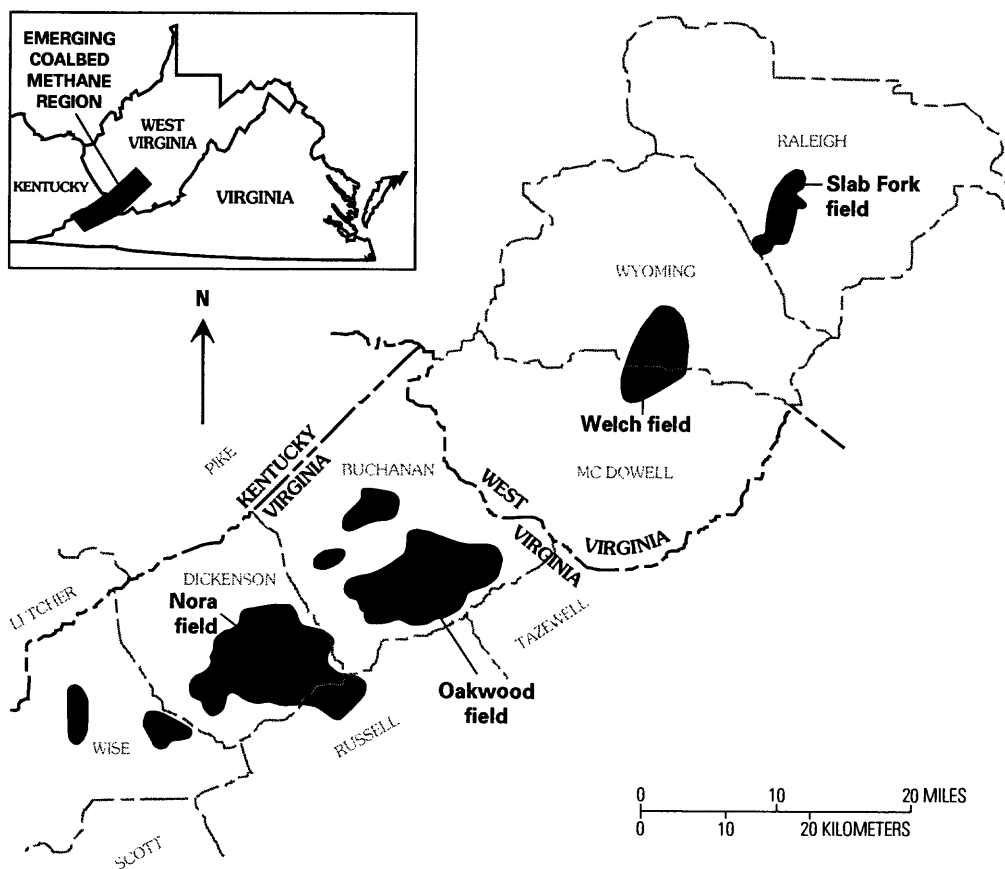 EMERGING
COALBED
METHANE
REGION
WEST
VIRGINIA
KENTUCKY
VIRGINIA
RALEIGH
Slab Fork
field
WYOMING
N
Welch field
MC DOWELL
PIKE
KENTUCKY
VIRGINIA
BUCHANAN
WEST
VIRGINIA
VIRGINIA
DICKENSON
Nora
field
LETCHER
TAZEWELL
Oakwood
field
RUSSELL
WISE
SCOTT
0 10 20 MILES
0 10 20 KILOMETERS